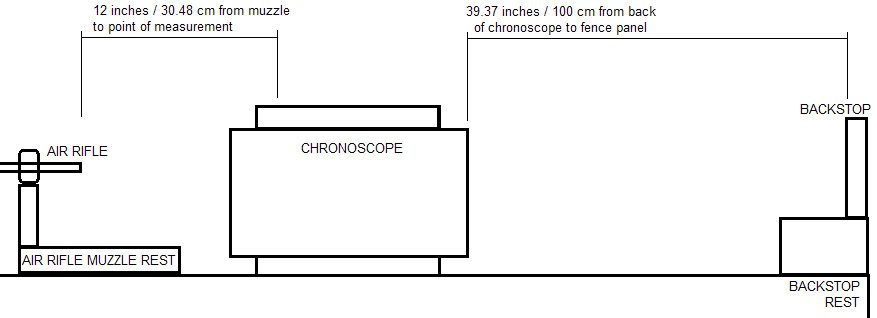 12 inches / 30.48 cm from muzzle
to point of measurement
39.37 inches / 100 cm from back
of chronoscope to fence panel
BACKSTOP
AIR RIFLE
CHRONOSCOPE
AIR RIFLE MUZZLE REST
BACKSTOP
REST